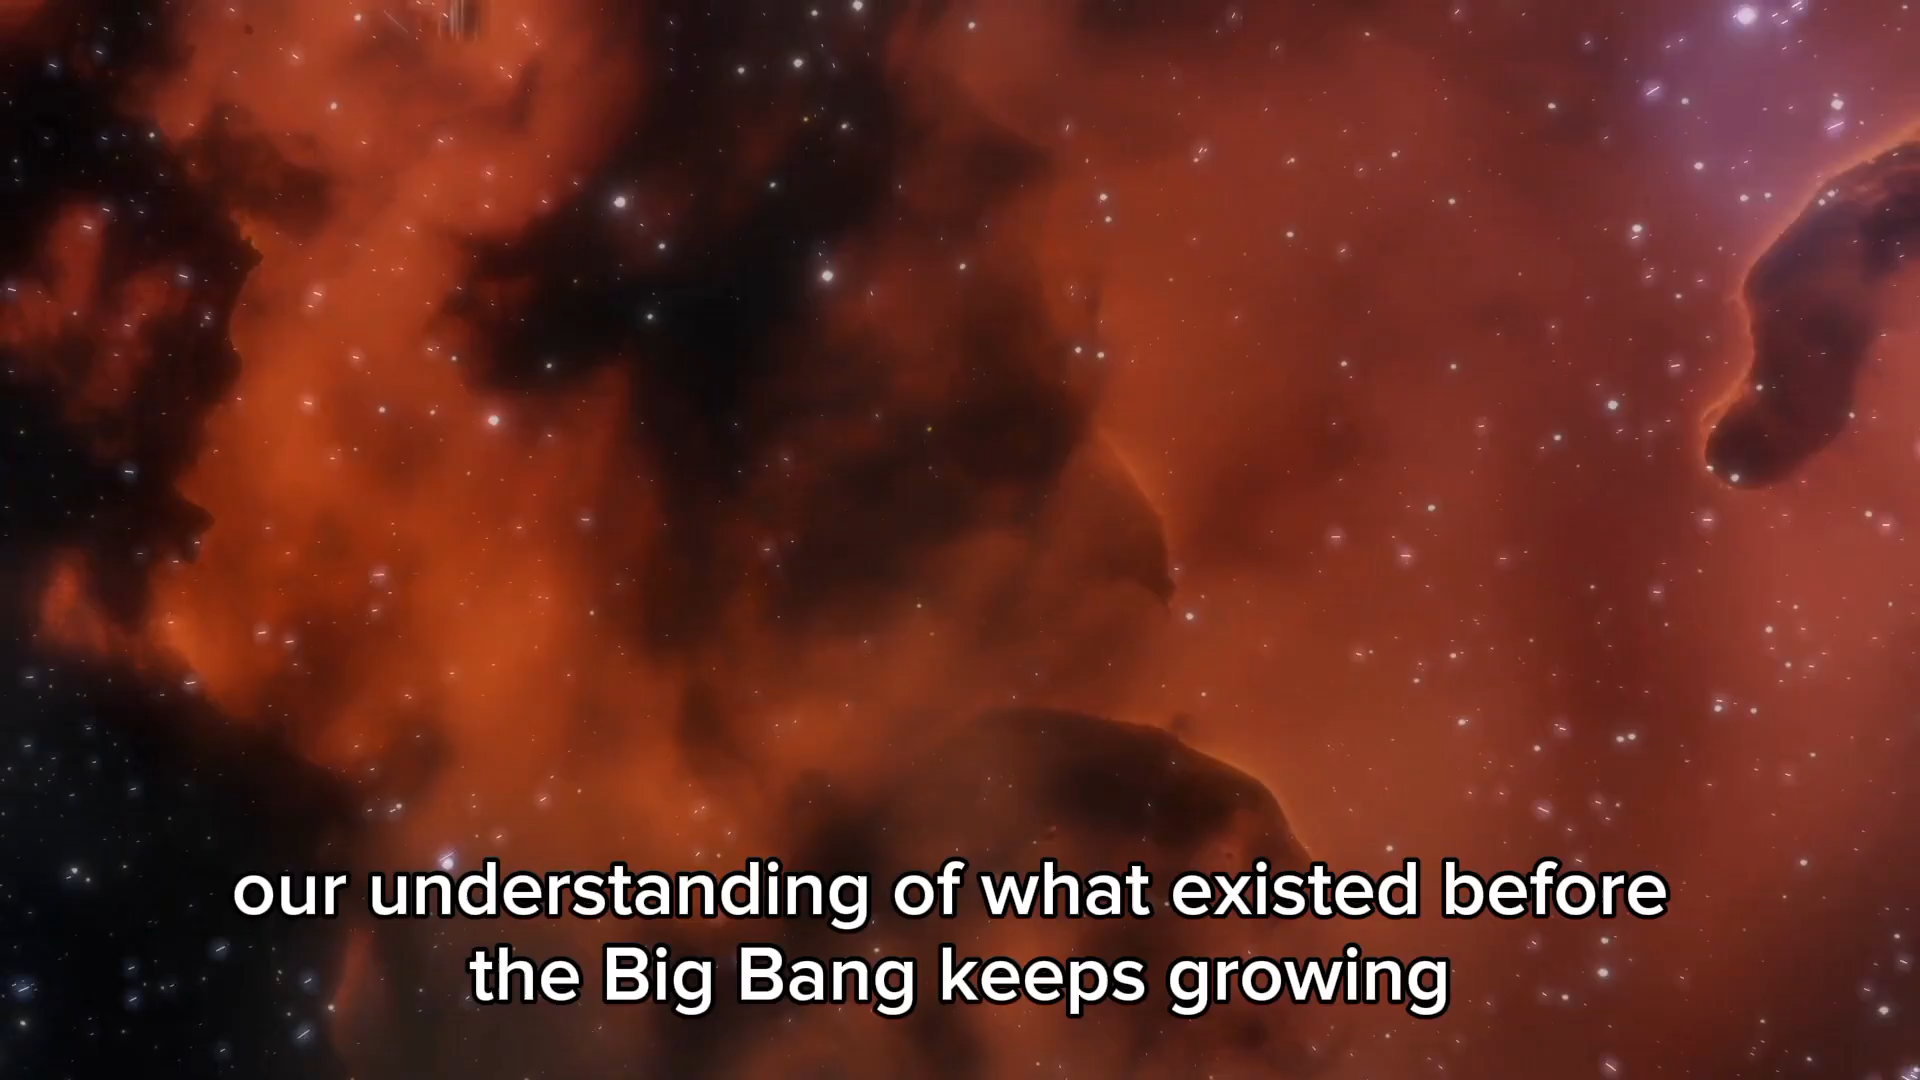 our understanding of what existed before
the Big Bang keeps growing